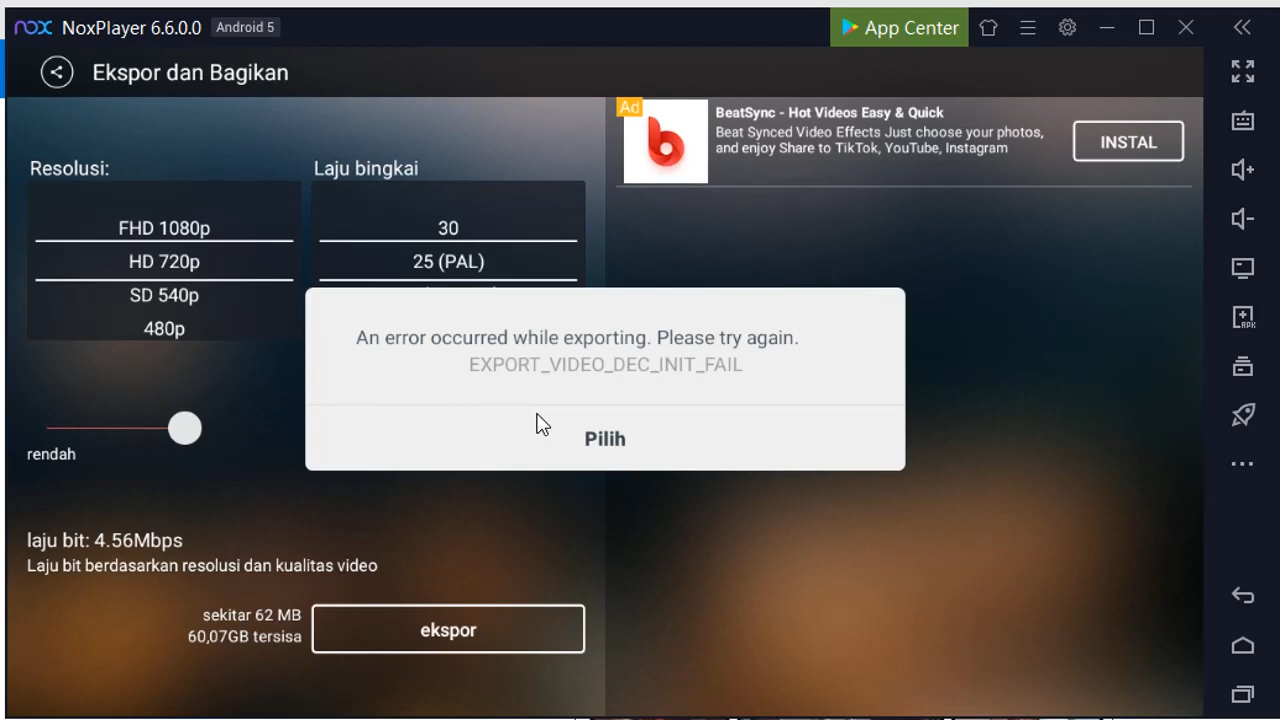 nox NoxPlayer 6.6.0.0 Android 5
App Center
Ekspor dan Bagikan
Ad
BeatSync - Hot Videos Easy & Quick
Beat Synced Video Effects Just choose your photos,
and enjoy Share to TikTok, YouTube, Instagram
INSTAL
Resolusi:
FHD 1080p
HD 720p
SD 540p
480p
Laju bingkai
30
25 (PAL)
An error occurred while exporting. Please try again.
EXPORT_VIDEO_DEC_INIT_FAIL
Pilih
rendah
laju bit: 4.56Mbps
Laju bit berdasarkan resolusi dan kualitas video
sekitar 62 MB
60,07GB tersisa
ekspor
APK